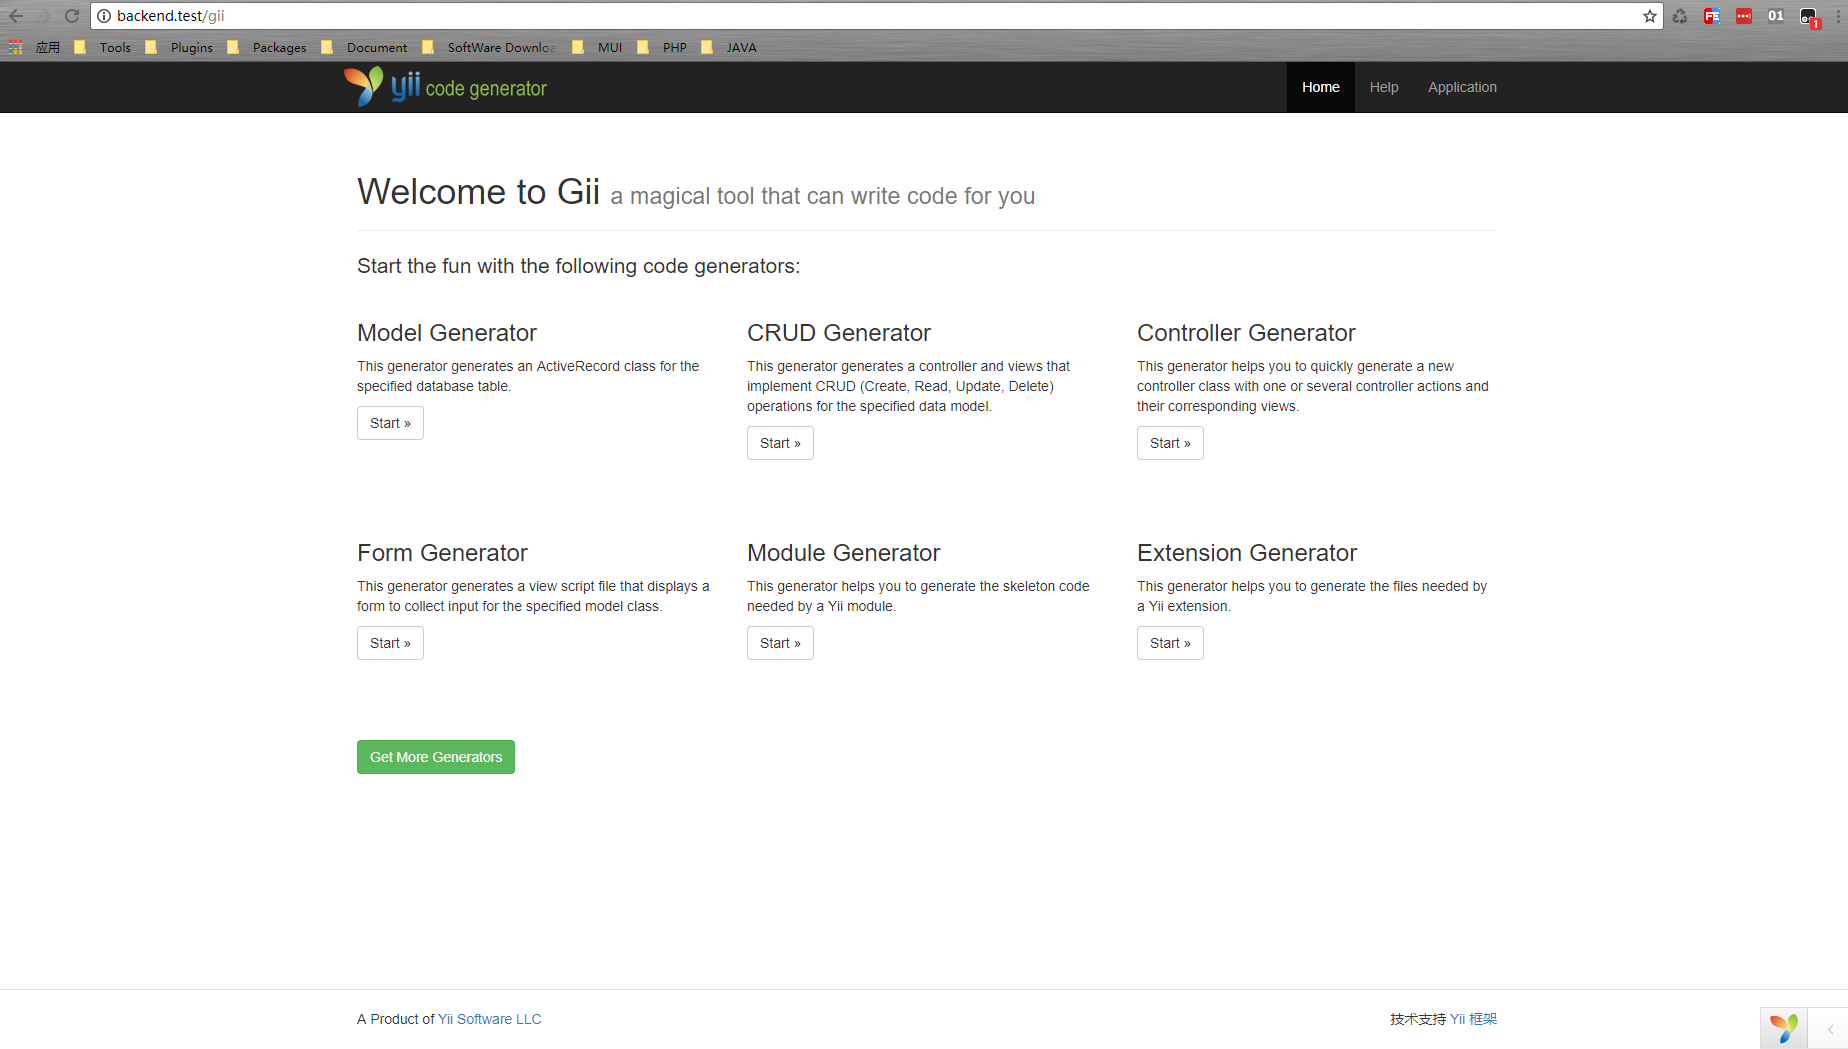 backend.test/gii
FE
01
1
应用 Tools Plugins Packages Document SoftWare Downloa MUI PHP JAVA
yii code generator
Home Help Application
Welcome to Gii a magical tool that can write code for you
Start the fun with the following code generators:
Model Generator
This generator generates an ActiveRecord class for the
specified database table.
Start »
CRUD Generator
This generator generates a controller and views that
implement CRUD (Create, Read, Update, Delete)
operations for the specified data model.
Start »
Controller Generator
This generator helps you to quickly generate a new
controller class with one or several controller actions and
their corresponding views.
Start »
Form Generator
This generator generates a view script file that displays a
form to collect input for the specified model class.
Start »
Module Generator
This generator helps you to generate the skeleton code
needed by a Yii module.
Start »
Extension Generator
This generator helps you to generate the files needed by
a Yii extension.
Start »
Get More Generators
A Product of Yii Software LLC
技术支持 Yii 框架